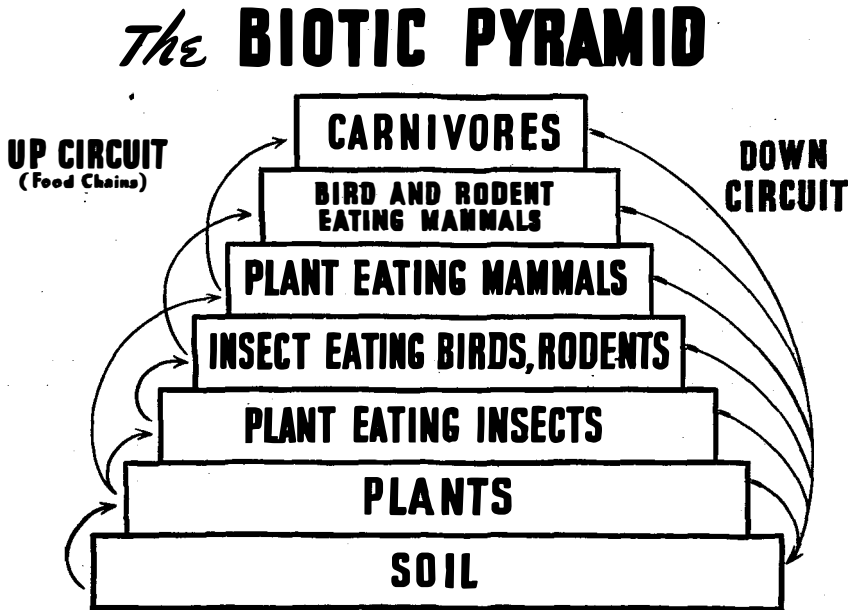 The BIOTIC PYRAMID
UP CIRCUIT
(Food Chains)
DOWN
CIRCUIT
CARNIVORES
BIRD AND RODENT
EATING MAMMALS
PLANT EATING MAMMALS
INSECT EATING BIRDS, RODENTS
PLANT EATING INSECTS
PLANTS
SOIL